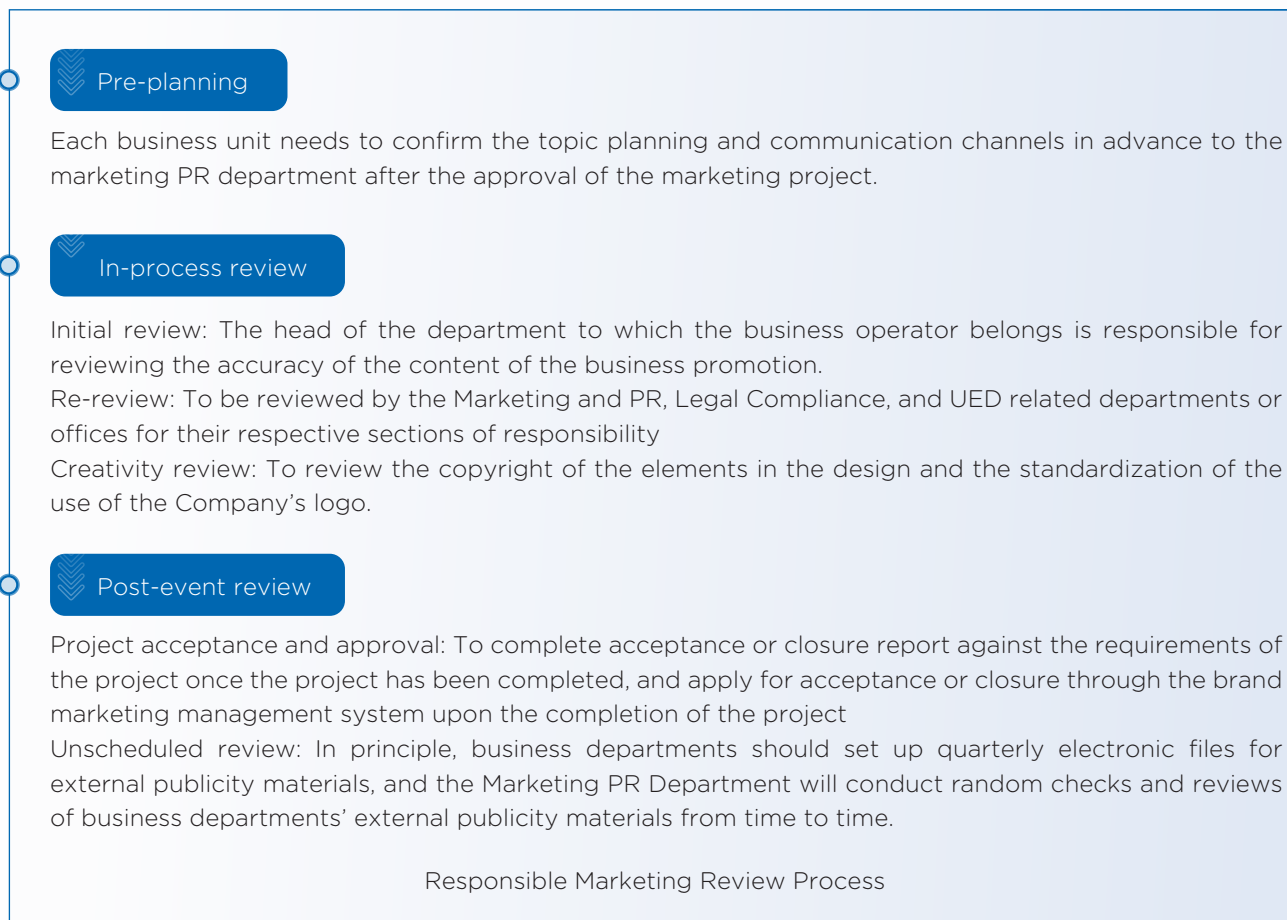 Pre-planning
Each business unit needs to confirm the topic planning and communication channels in advance to the
marketing PR department after the approval of the marketing project.
In-process review
Initial review: The head of the department to which the business operator belongs is responsible for
reviewing the accuracy of the content of the business promotion.
Re-review: To be reviewed by the Marketing and PR, Legal Compliance, and UED related departments or
offices for their respective sections of responsibility
Creativity review: To review the copyright of the elements in the design and the standardization of the
use of the Company’s logo.
Post-event review
Project acceptance and approval: To complete acceptance or closure report against the requirements of
the project once the project has been completed, and apply for acceptance or closure through the brand
marketing management system upon the completion of the project
Unscheduled review: In principle, business departments should set up quarterly electronic files for
external publicity materials, and the Marketing PR Department will conduct random checks and reviews
of business departments’ external publicity materials from time to time.
Responsible Marketing Review Process